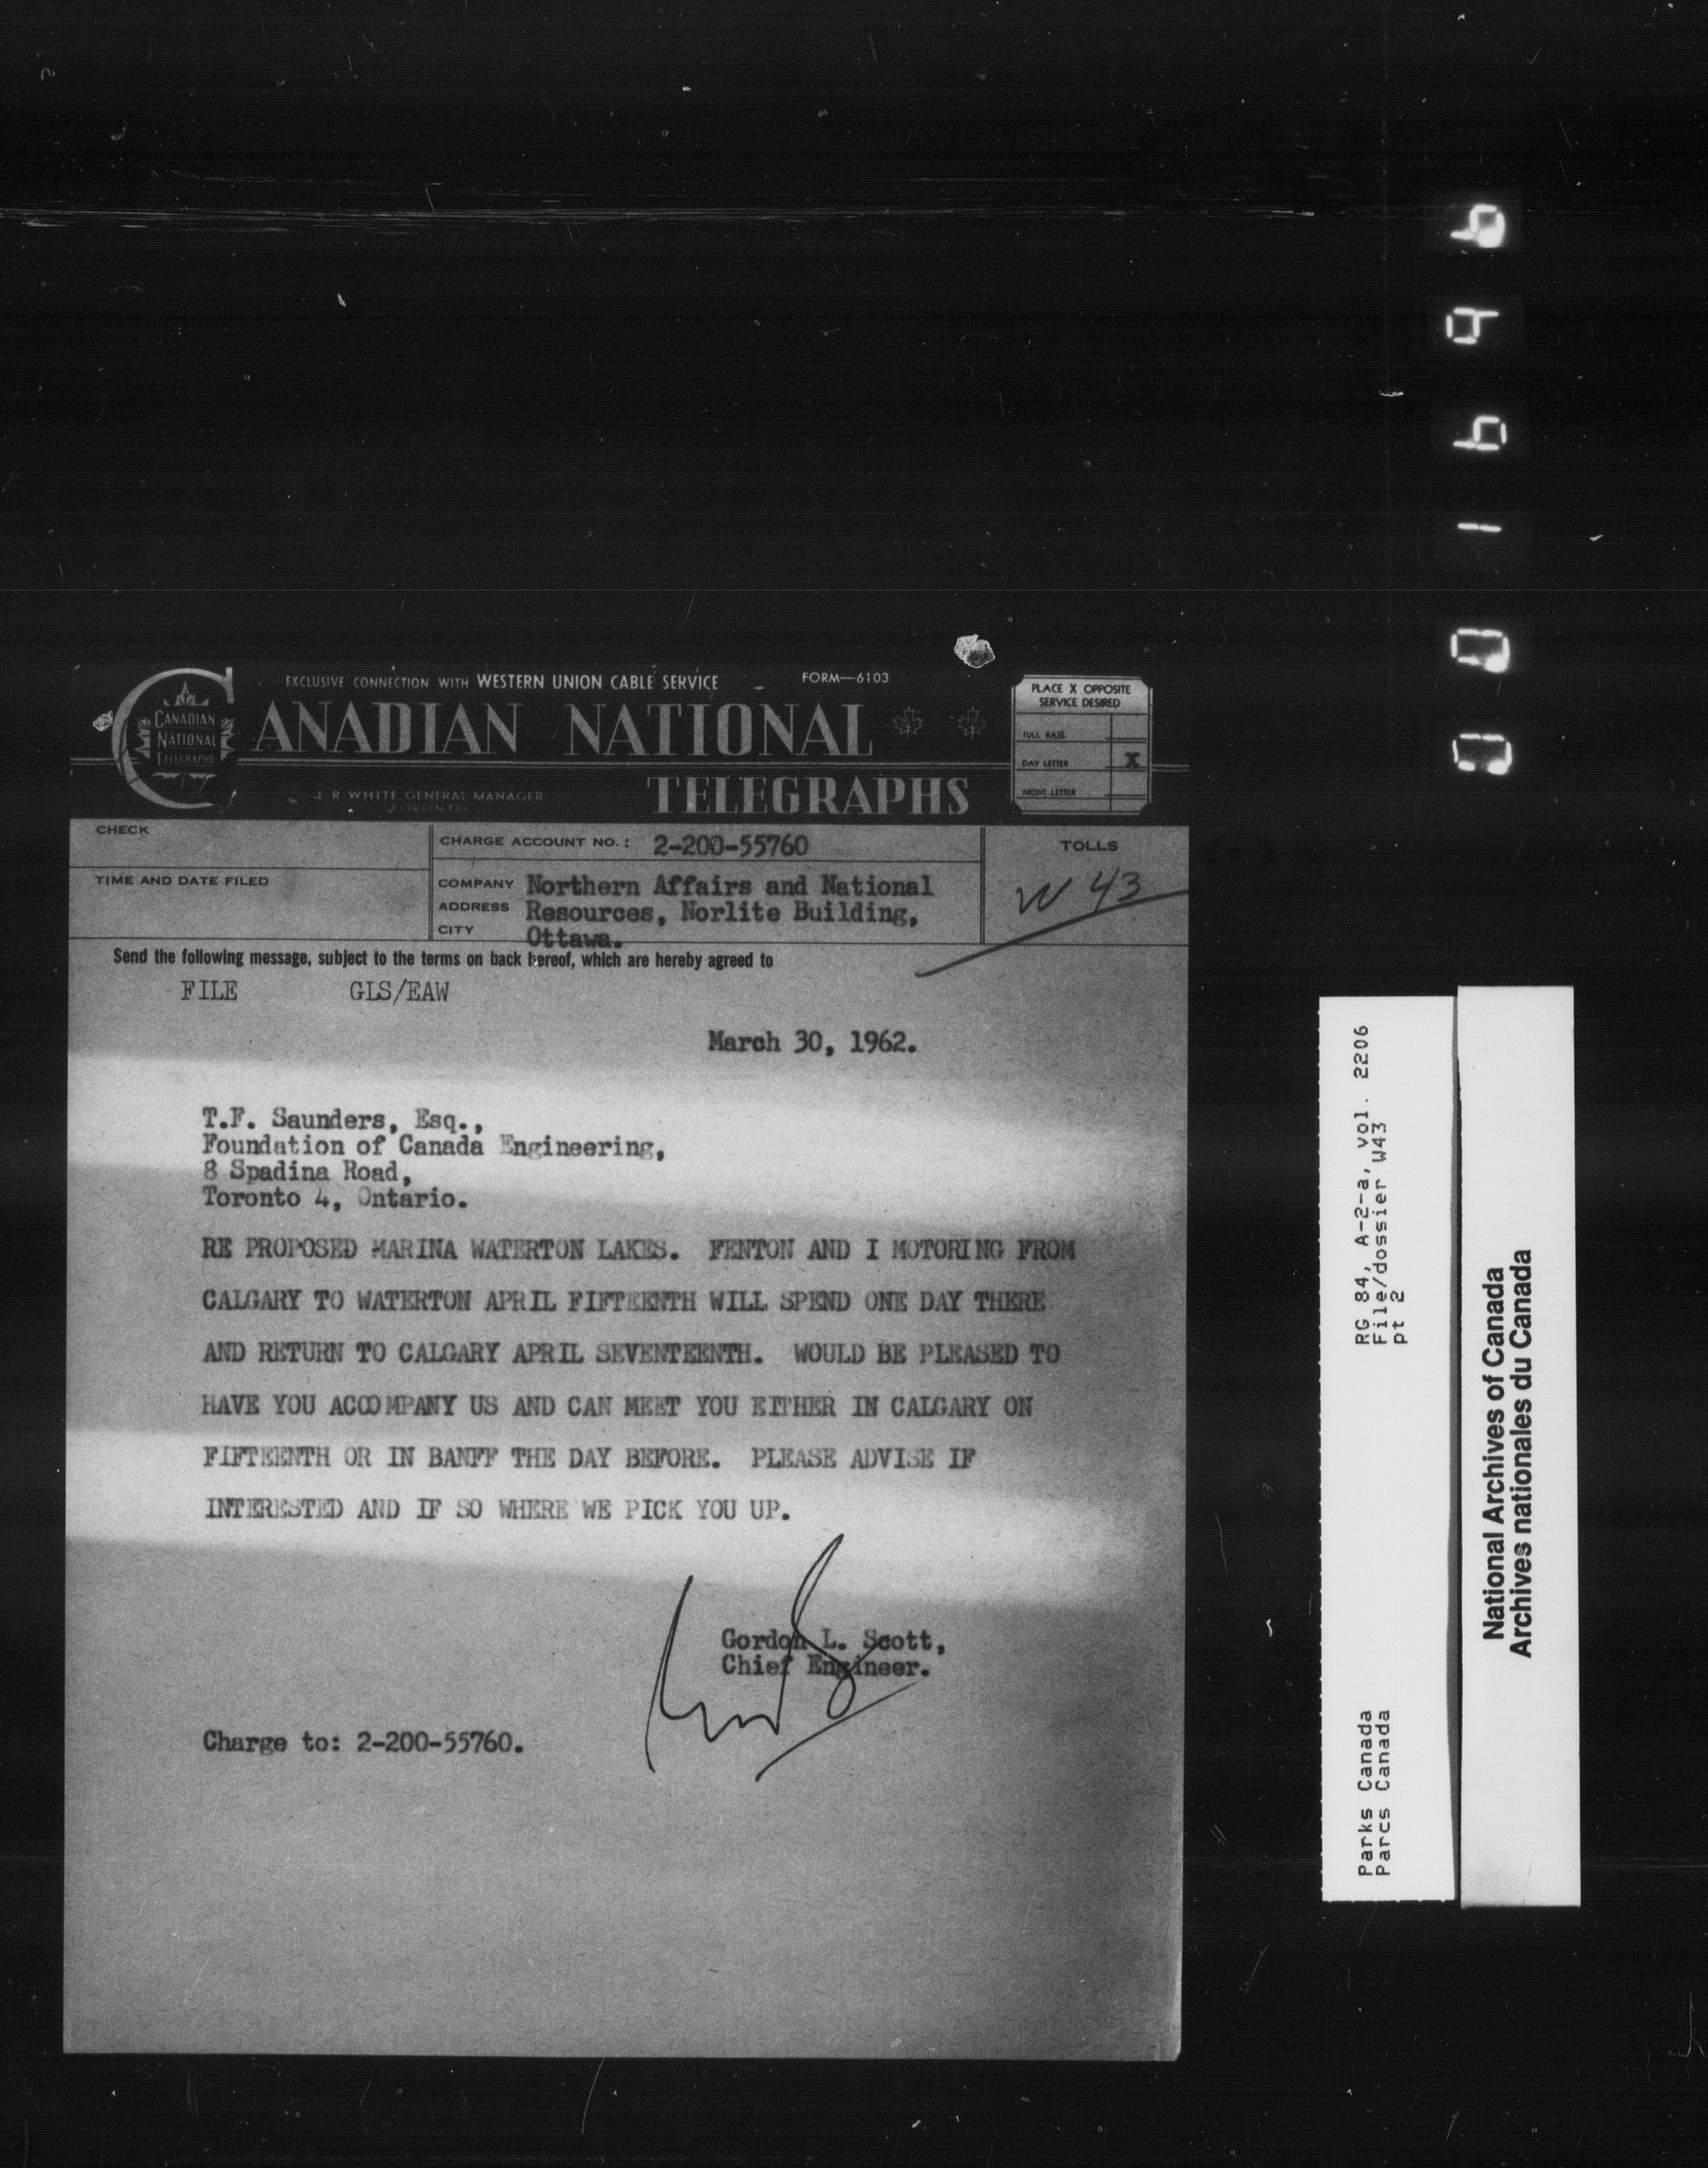 EXCLUSIVE CONNECTION WITH WESTERN UNION CABLE SERVICE
FORM—6103
CANADIAN NATIONAL
TELEGRAPHS
CANADIAN
NATIONAL
TELEGRAPHS
J. R. WHITE GENERAL MANAGER
TORONTO
PLACE X OPPOSITE
SERVICE DESIRED
FULL RATE
DAY LETTER X
NIGHT LETTER
CHECK
TIME AND DATE FILED
CHARGE ACCOUNT NO.: 2-200-55760
COMPANY Northern Affairs and National
ADDRESS Resources, Norlite Building,
CITY Ottawa.
TOLLS
W 43
Send the following message, subject to the terms on back hereof, which are hereby agreed to
FILE GLS/EAW
March 30, 1962.
T.F. Saunders, Esq.,
Foundation of Canada Engineering,
8 Spadina Road,
Toronto 4, Ontario.
RE PROPOSED MARINA WATERTON LAKES. FENTON AND I MOTORING FROM
CALGARY TO WATERTON APRIL FIFTEENTH WILL SPEND ONE DAY THERE
AND RETURN TO CALGARY APRIL SEVENTEENTH. WOULD BE PLEASED TO
HAVE YOU ACCOMPANY US AND CAN MEET YOU EITHER IN CALGARY ON
FIFTEENTH OR IN BANFF THE DAY BEFORE. PLEASE ADVISE IF
INTERESTED AND IF SO WHERE WE PICK YOU UP.
Gordon L. Scott,
Chief Engineer.
Charge to: 2-200-55760.
Parks Canada RG 84, A-2-a, vol. 2206
Parcs Canada File/dossier W43
pt 2
National Archives of Canada
Archives nationales du Canada